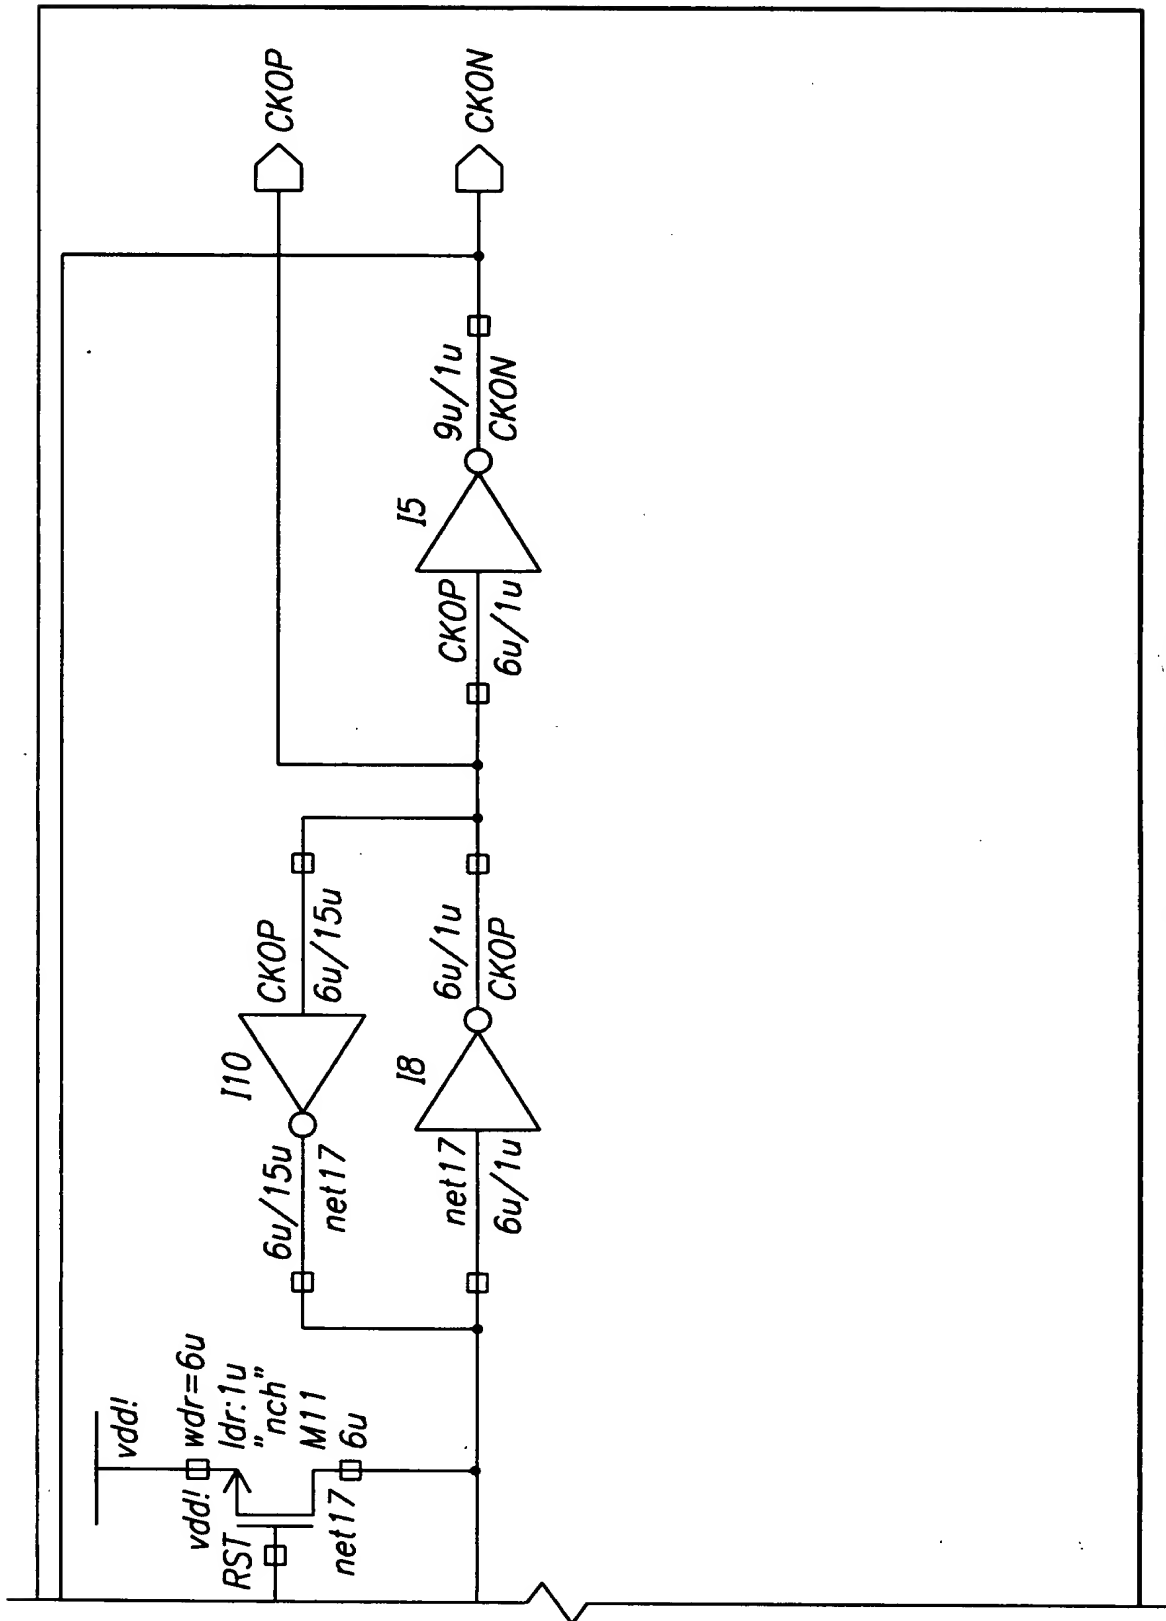 CKOP
CKON
9u/1u
CKON
I5
CKOP
6u/1u
CKOP
6u/15u
6u/1u
CKOP
I10
I8
6u/15u
net17
net17
6u/1u
vdd!
wdr=6u
ldr:1u
"nch"
M11
6u
vdd!
RST
net17